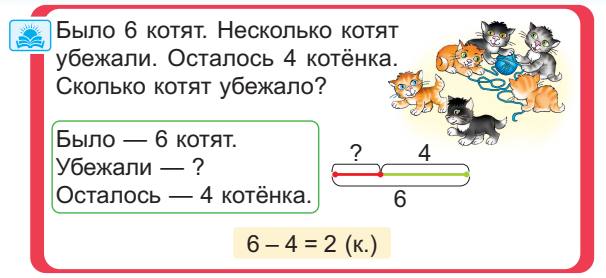 Было 6 котят. Несколько котят
убежали. Осталось 4 котёнка.
Сколько котят убежало?
Было — 6 котят.
Убежали — ?
Осталось — 4 котёнка.
? 4
6
6 – 4 = 2 (к.)